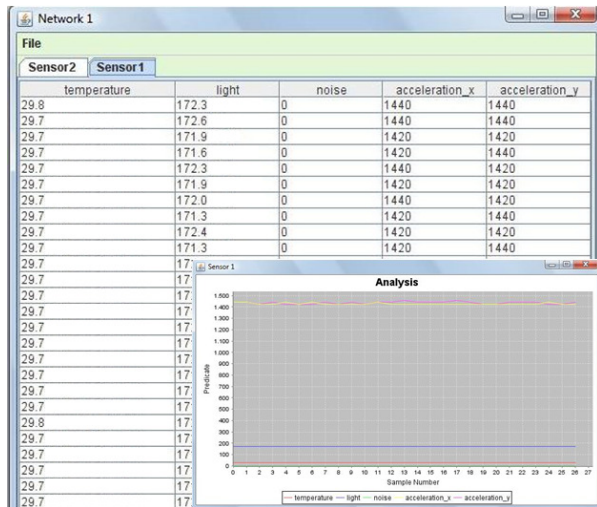 Network 1
File
Sensor2 Sensor1
temperature light noise acceleration_x acceleration_y
29.8 172.3 0 1440 1440
29.7 172.6 0 1440 1440
29.7 171.9 0 1420 1420
29.7 171.6 0 1420 1440
29.7 172.3 0 1420 1420
29.7 171.9 0 1420 1420
29.7 172.0 0 1420 1440
29.7 171.3 0 1440 1420
29.7 172.4 0 1420 1420
29.7 171.3 0 1420 1440
29.7
29.7
29.7
29.7
29.7
29.7
29.7
29.7
29.7
29.7
29.8
29.7
29.7
29.7
29.7
29.7
Sensor 1
Analysis
1.500
1.400
1.300
1.200
1.100
1.000
900
800
700
600
500
400
300
200
100
0
Predicate
0 1 2 3 4 5 6 7 8 9 10 11 12 13 14 15 16 17 18 19 20 21 22 23 24 25 26 27
Sample Number
temperature light noise acceleration_x acceleration_y